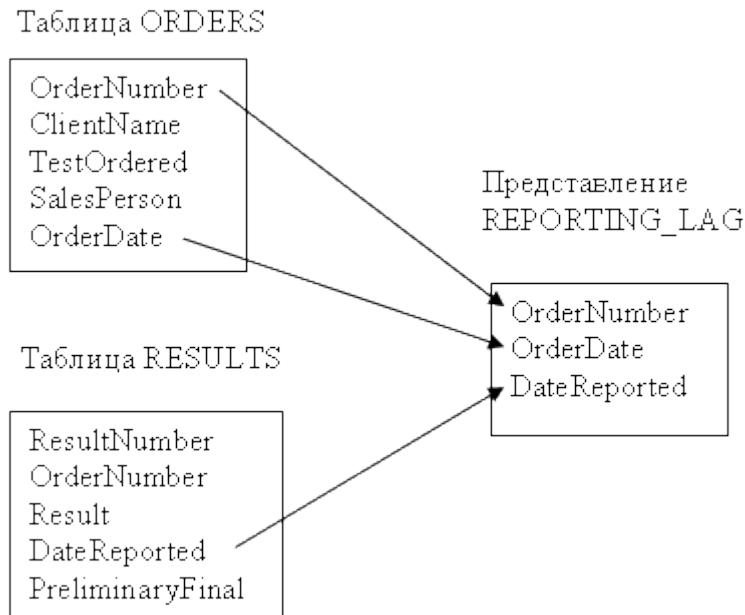 Таблица ORDERS
OrderNumber
ClientName
TestOrdered
SalesPerson
OrderDate
Представление
REPORTING_LAG
OrderNumber
OrderDate
DateReported
Таблица RESULTS
ResultNumber
OrderNumber
Result
DateReported
PreliminaryFinal